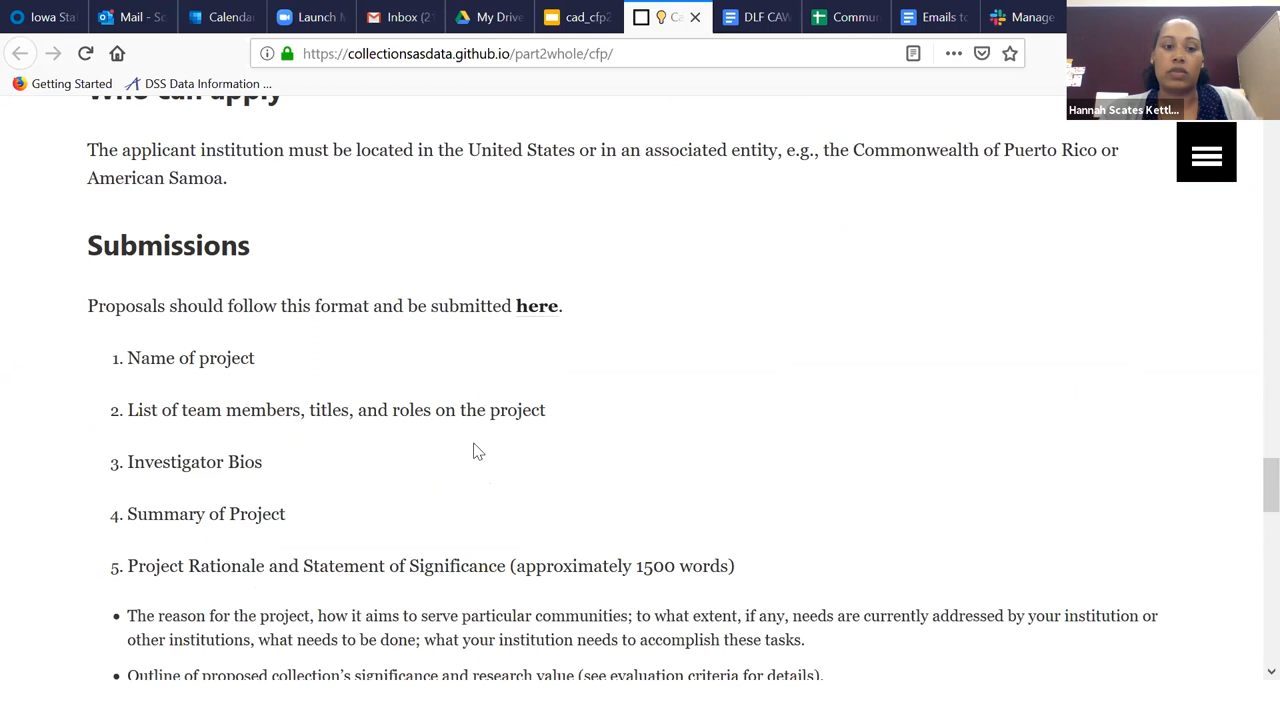 Iowa Sta
Mail - Sc
Calenda
Launch M
Inbox (2
My Drive
cad_cfp2
Ca
DLF CAW
Commun
Emails to
Manage
https://collectionsasdata.github.io/part2whole/cfp/
Getting Started
DSS Data Information ...
Hannah Scates Kettl...
Who can apply
The applicant institution must be located in the United States or in an associated entity, e.g., the Commonwealth of Puerto Rico or
American Samoa.
Submissions
Proposals should follow this format and be submitted here.
1. Name of project
2. List of team members, titles, and roles on the project
3. Investigator Bios
4. Summary of Project
5. Project Rationale and Statement of Significance (approximately 1500 words)
• The reason for the project, how it aims to serve particular communities; to what extent, if any, needs are currently addressed by your institution or
other institutions, what needs to be done; what your institution needs to accomplish these tasks.
• Outline of proposed collection's significance and research value (see evaluation criteria for details).